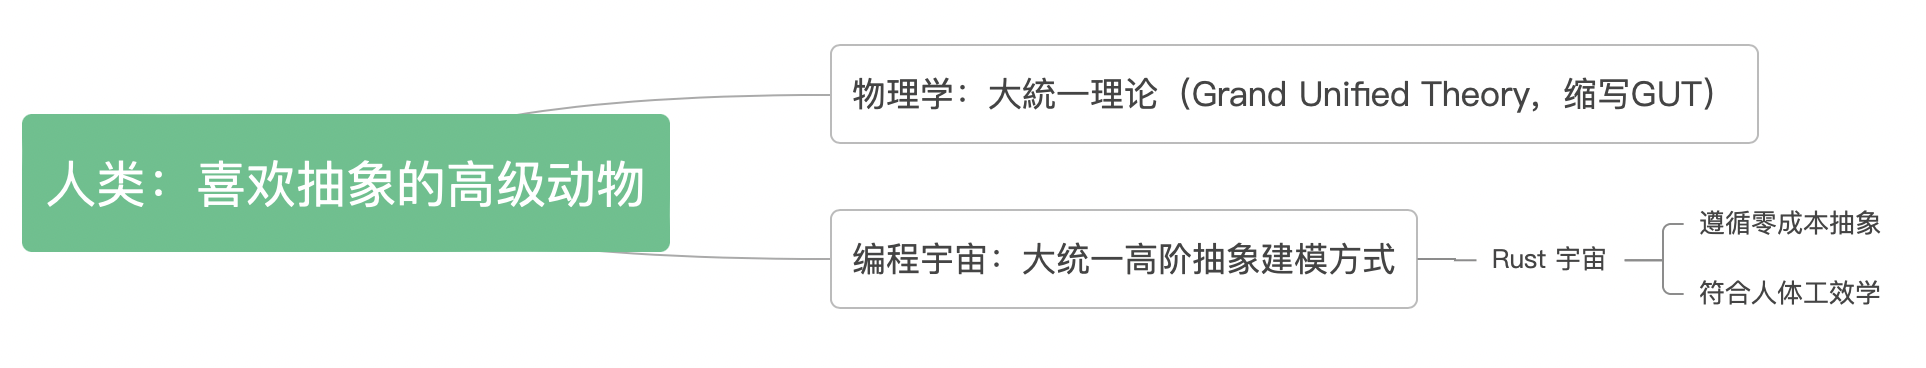 人类：喜欢抽象的高级动物
物理学：大統一理论（Grand Unified Theory，缩写GUT）
编程宇宙：大统一高阶抽象建模方式
Rust 宇宙
遵循零成本抽象
符合人体工效学